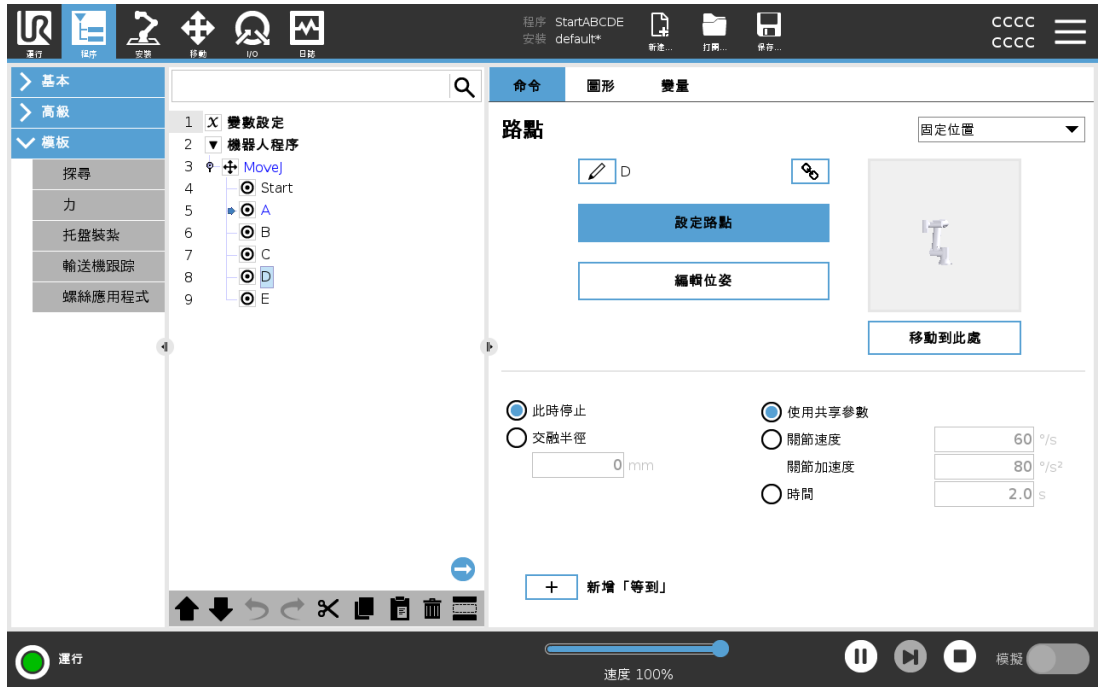 UR
運行
程序
安裝
移動
I/O
日誌
程序 StartABCDE
安裝 default*
新建...
打開...
保存...
CCCC
CCCC
基本
高級
模板
探尋
力
托盤裝紮
輸送機跟踪
螺絲應用程式
1 X 變數設定
2 ▼ 機器人程序
3 MoveJ
4 Start
5 A
6 B
7 C
8 D
9 E
命令 圖形 變量
路點
固定位置
D
設定路點
編輯位姿
移動到此處
此時停止
交融半徑
0 mm
使用共享參數
關節速度 60 °/s
關節加速度 80 °/s²
時間 2.0 s
+ 新增「等到」
運行
速度 100%
模擬